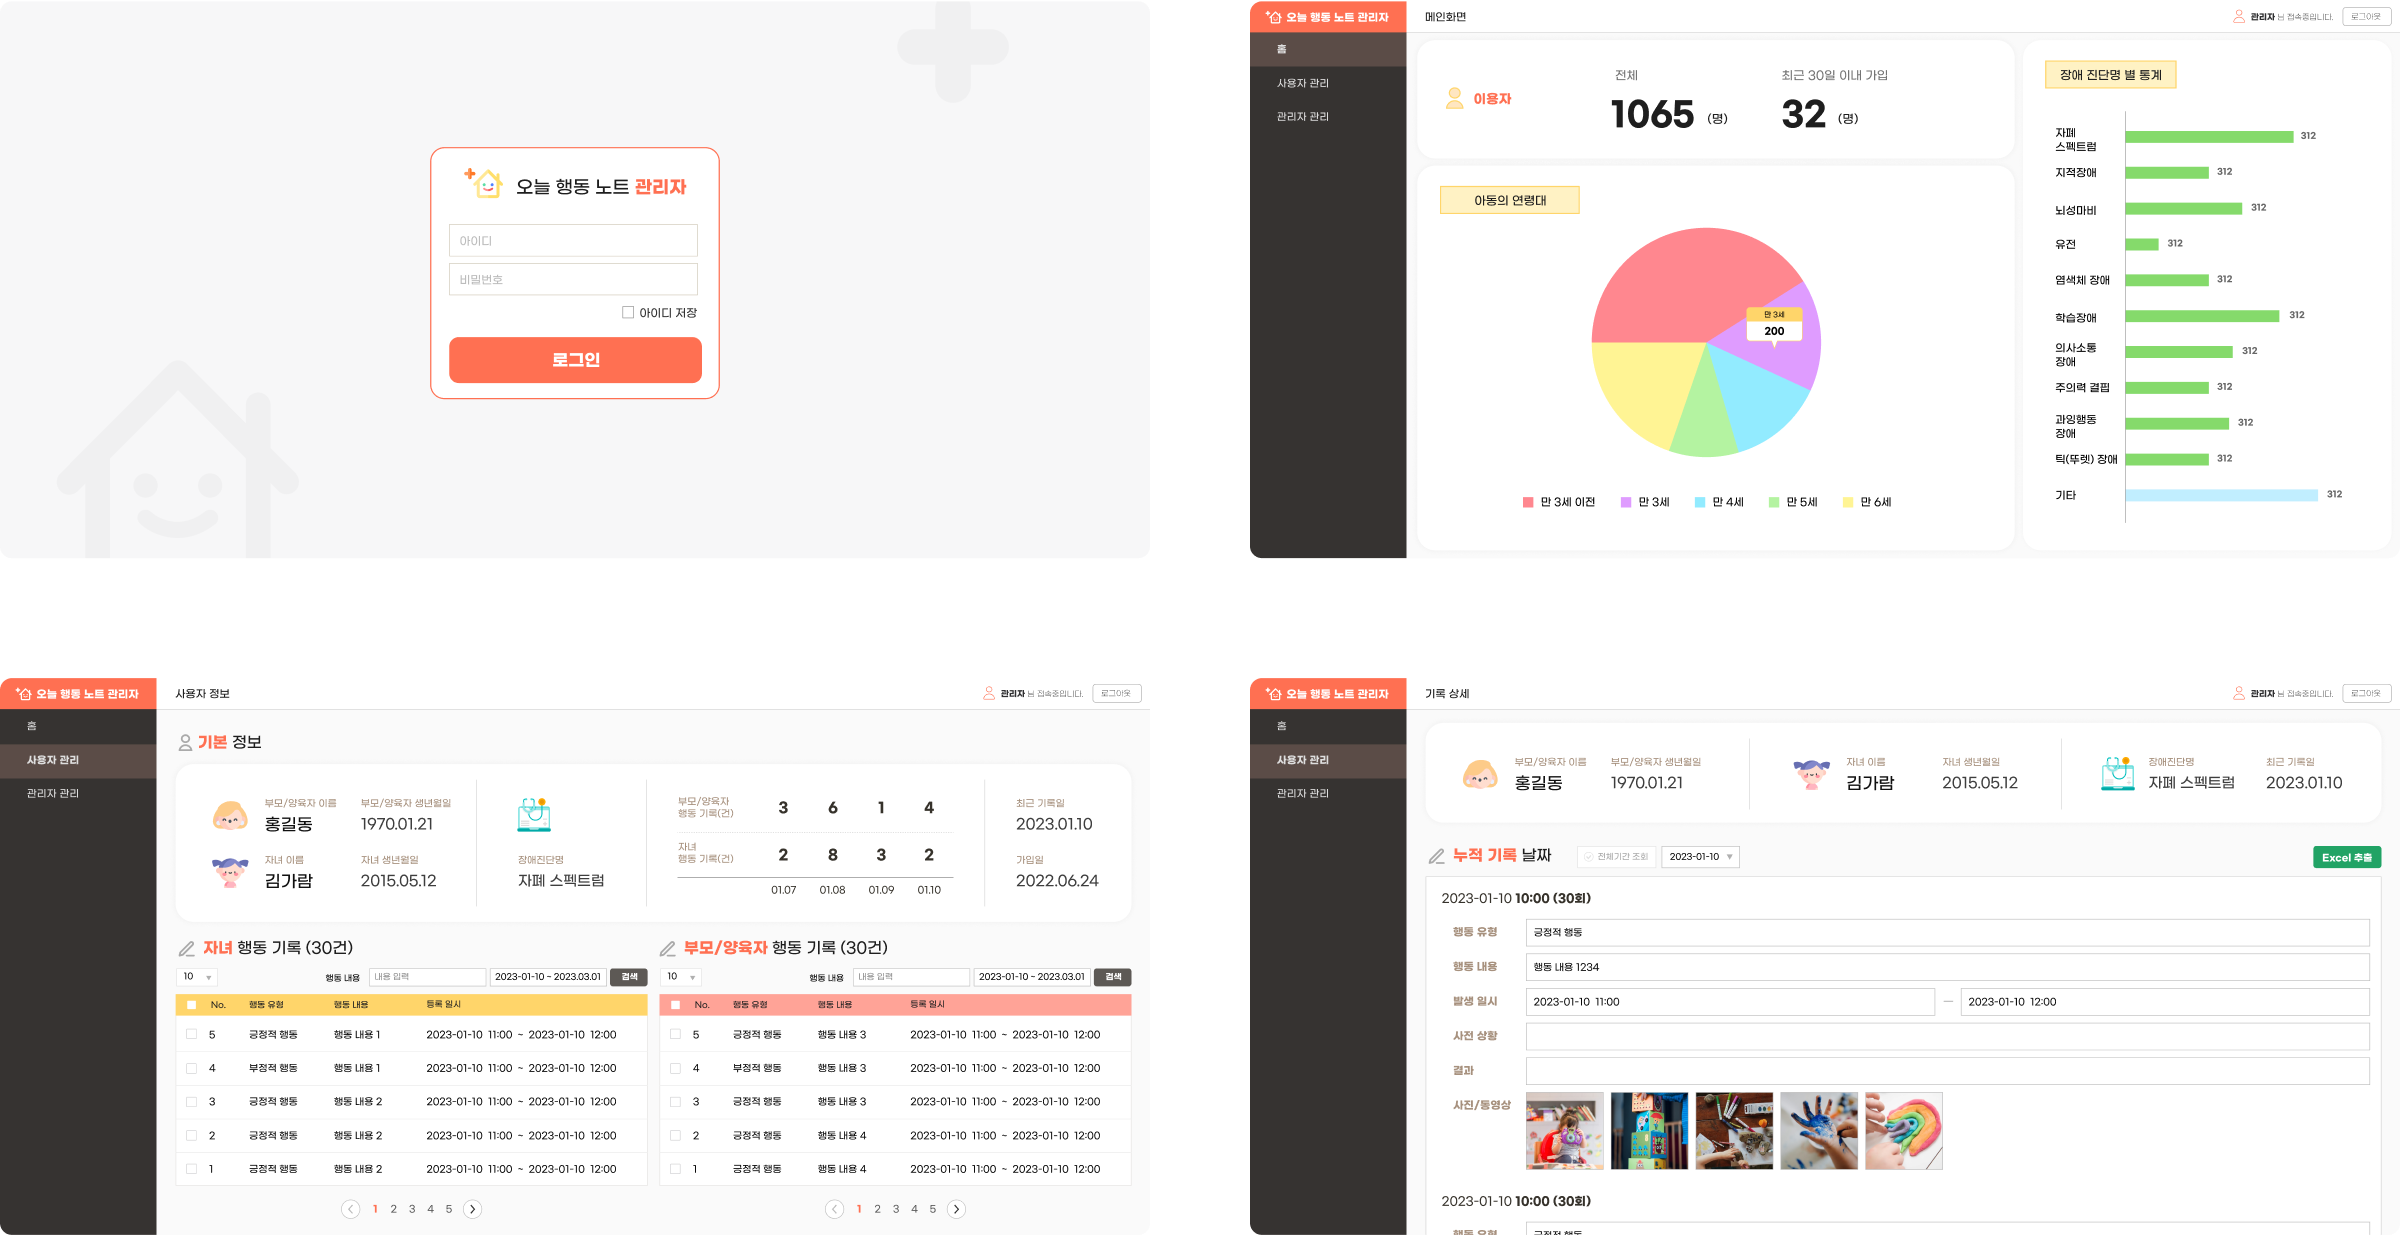 오늘 행동 노트 관리자
아이디
비밀번호
아이디 저장
로그인
오늘 행동 노트 관리자
메인화면
관리자 님 접속중입니다.
로그아웃
홈
사용자 관리
관리자 관리
이용자
전체
1065 (명)
최근 30일 이내 가입
32 (명)
아동의 연령대
만 3세
200
만 3세 이전
만 3세
만 4세
만 5세
만 6세
장애 진단명 별 통계
자폐
스펙트럼
312
지적장애
312
뇌성마비
312
유전
312
염색체 장애
312
학습장애
312
의사소통
장애
312
주의력 결핍
312
과잉행동
장애
312
틱(뚜렛) 장애
312
기타
312
오늘 행동 노트 관리자
사용자 정보
관리자 님 접속중입니다.
로그아웃
홈
사용자 관리
관리자 관리
기본 정보
부모/양육자 이름
홍길동
부모/양육자 생년월일
1970.01.21
자녀 이름
김가람
자녀 생년월일
2015.05.12
장애진단명
자폐 스펙트럼
부모/양육자
행동 기록(건)
3 6 1 4
자녀
행동 기록(건)
2 8 3 2
01.07 01.08 01.09 01.10
최근 기록일
2023.01.10
가입일
2022.06.24
자녀 행동 기록 (30건)
10
행동 내용
내용 입력
2023-01-10 ~ 2023.03.01
검색
No. 행동 유형 행동 내용 등록 일시
5 긍정적 행동 행동 내용 1 2023-01-10 11:00 ~ 2023-01-10 12:00
4 부정적 행동 행동 내용 1 2023-01-10 11:00 ~ 2023-01-10 12:00
3 긍정적 행동 행동 내용 2 2023-01-10 11:00 ~ 2023-01-10 12:00
2 긍정적 행동 행동 내용 2 2023-01-10 11:00 ~ 2023-01-10 12:00
1 긍정적 행동 행동 내용 2 2023-01-10 11:00 ~ 2023-01-10 12:00
1 2 3 4 5
부모/양육자 행동 기록 (30건)
10
행동 내용
내용 입력
2023-01-10 ~ 2023.03.01
검색
No. 행동 유형 행동 내용 등록 일시
5 긍정적 행동 행동 내용 3 2023-01-10 11:00 ~ 2023-01-10 12:00
4 부정적 행동 행동 내용 3 2023-01-10 11:00 ~ 2023-01-10 12:00
3 긍정적 행동 행동 내용 3 2023-01-10 11:00 ~ 2023-01-10 12:00
2 긍정적 행동 행동 내용 4 2023-01-10 11:00 ~ 2023-01-10 12:00
1 긍정적 행동 행동 내용 4 2023-01-10 11:00 ~ 2023-01-10 12:00
1 2 3 4 5
오늘 행동 노트 관리자
기록 상세
관리자 님 접속중입니다.
로그아웃
홈
사용자 관리
관리자 관리
부모/양육자 이름
홍길동
부모/양육자 생년월일
1970.01.21
자녀 이름
김가람
자녀 생년월일
2015.05.12
장애진단명
자폐 스펙트럼
최근 기록일
2023.01.10
누적 기록 날짜
전체기간 조회
2023-01-10
Excel 추출
2023-01-10 10:00 (30회)
행동 유형
긍정적 행동
행동 내용
행동 내용 1234
발생 일시
2023-01-10 11:00 — 2023-01-10 12:00
사전 상황
결과
사진/동영상
2023-01-10 10:00 (30회)
행동 유형
긍정적 행동